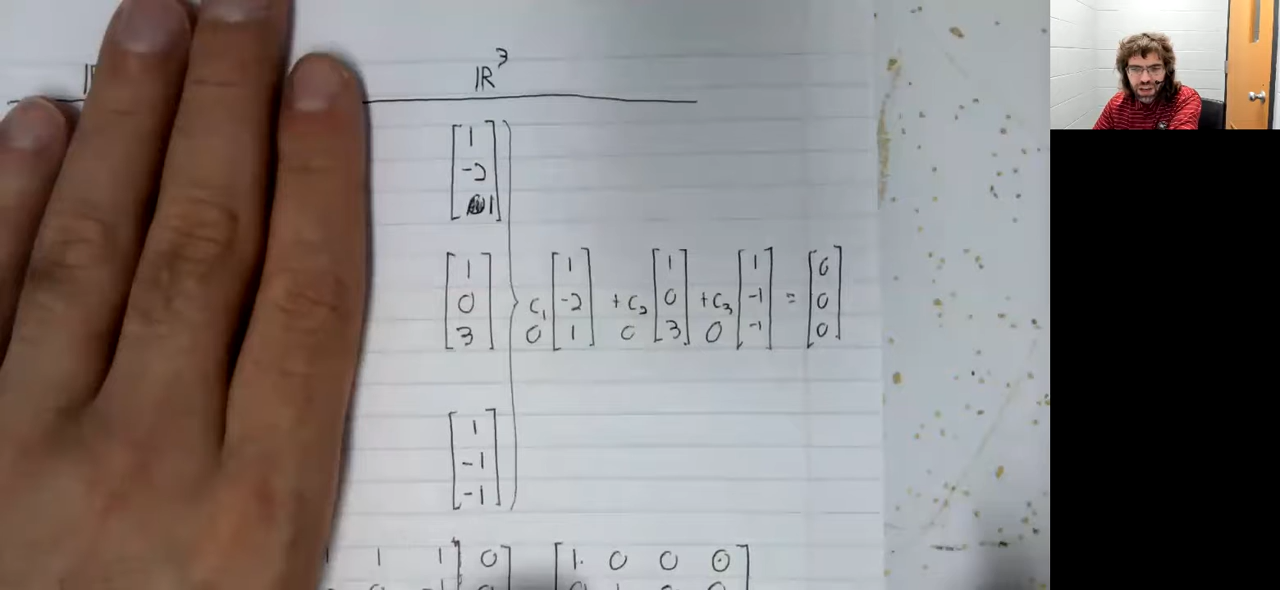 ℝ³
[1
-2
1]
[1
0
3]
c₁ [1 -2 1] + c₂ [1 0 3] + c₃ [1 -1 -1] = [0 0 0]
0 0 0
[1
-1
-1]
1 1 1 | 0] [1 0 0 0]